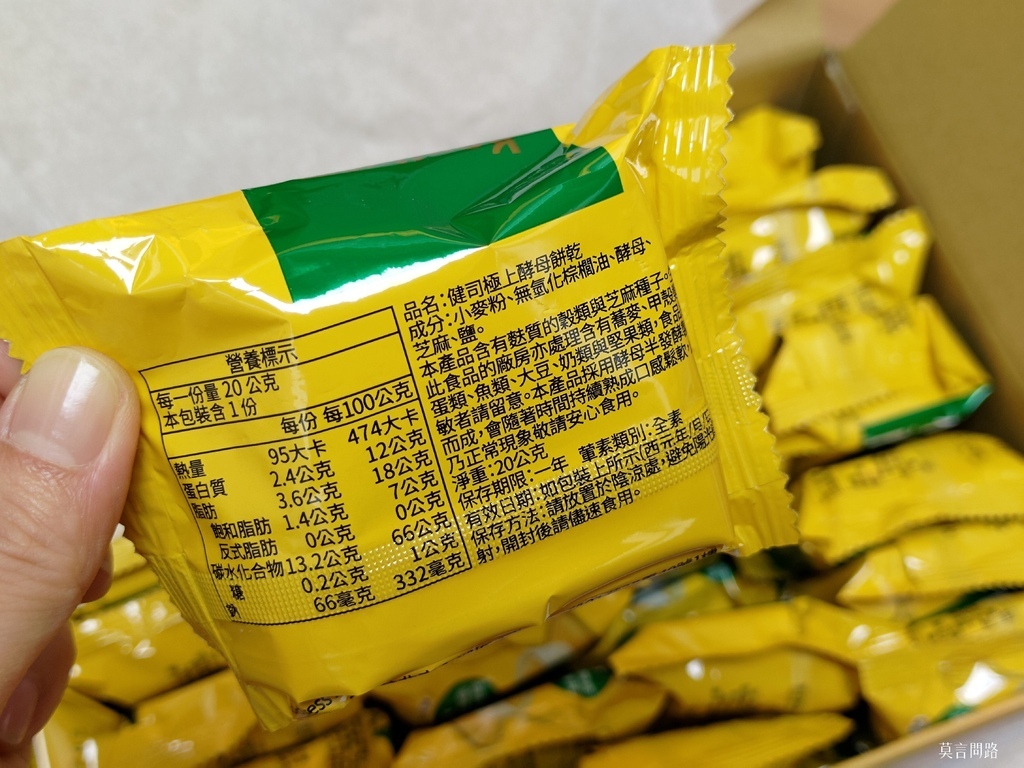 營養標示
每一份量20公克
本包裝含1份
每份 每100公克
熱量 95大卡 474大卡
蛋白質 2.4公克 12公克
脂肪 3.6公克 18公克
飽和脂肪 1.4公克 7公克
反式脂肪 0公克 0公克
碳水化合物 13.2公克 66公克
糖 0.2公克 1公克
鈉 66毫克 332毫克
品名:健司極上酵母餅乾
成分:小麥粉、無氫化棕櫚油、酵母、
芝麻、鹽。
本產品含有麩質的穀類與芝麻種子。
此食品的廠房亦處理含有蕎麥、甲殼
蛋類、魚類、大豆、奶類與堅果類,食品
敏者請留意。本產品採用酵母半發酵
而成,會隨著時間持續熟成口感鬆軟
乃正常現象敬請安心食用。
淨重:20公克
保存期限:一年 葷素類別:全素
有效日期:如包裝上所示(西元年/月
保存方法:請放置於陰涼處,避免陽光
射,開封後請儘速食用。
莫言問路